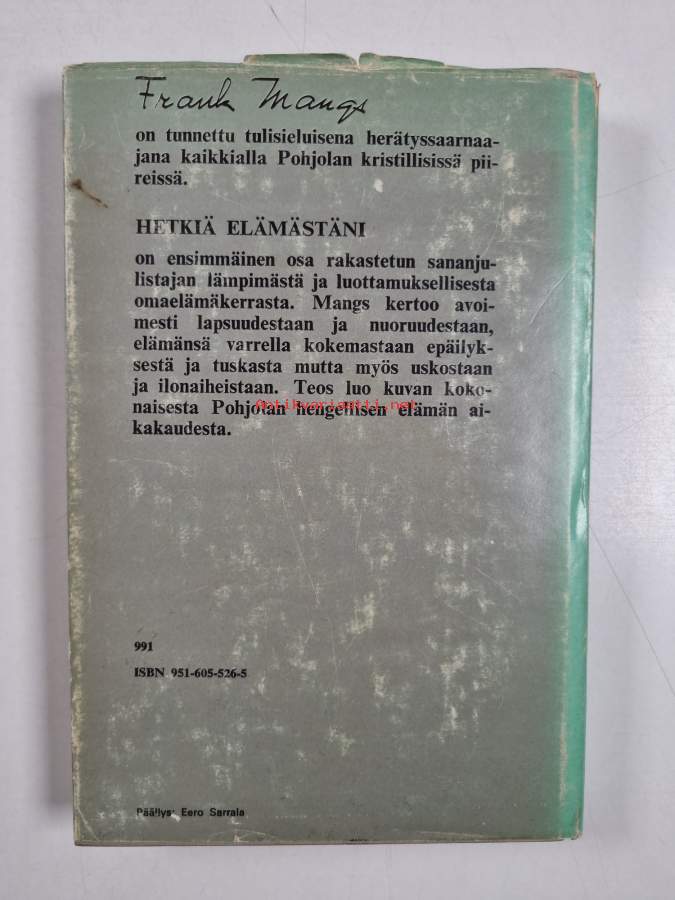 Frank Mangs
on tunnettu tulisieluisena herätyssaarnaa-
jana kaikkialla Pohjolan kristillisissä pii-
reissä.
HETKIÄ ELÄMÄSTÄNI
on ensimmäinen osa rakastetun sananju-
listajan lämpimästä ja luottamuksellisesta
omaelämäkerrasta. Mangs kertoo avoi-
mesti lapsuudestaan ja nuoruudestaan,
elämänsä varrella kokemastaan epäilyk-
sestä ja tuskasta mutta myös uskostaan
ja ilonaiheistaan. Teos luo kuvan koko-
naisesta Pohjolan hengellisen elämän ai-
Antikvariaatti.net
kakaudesta.
991
ISBN 951-605-526-5
Päällys: Eero Sarrala